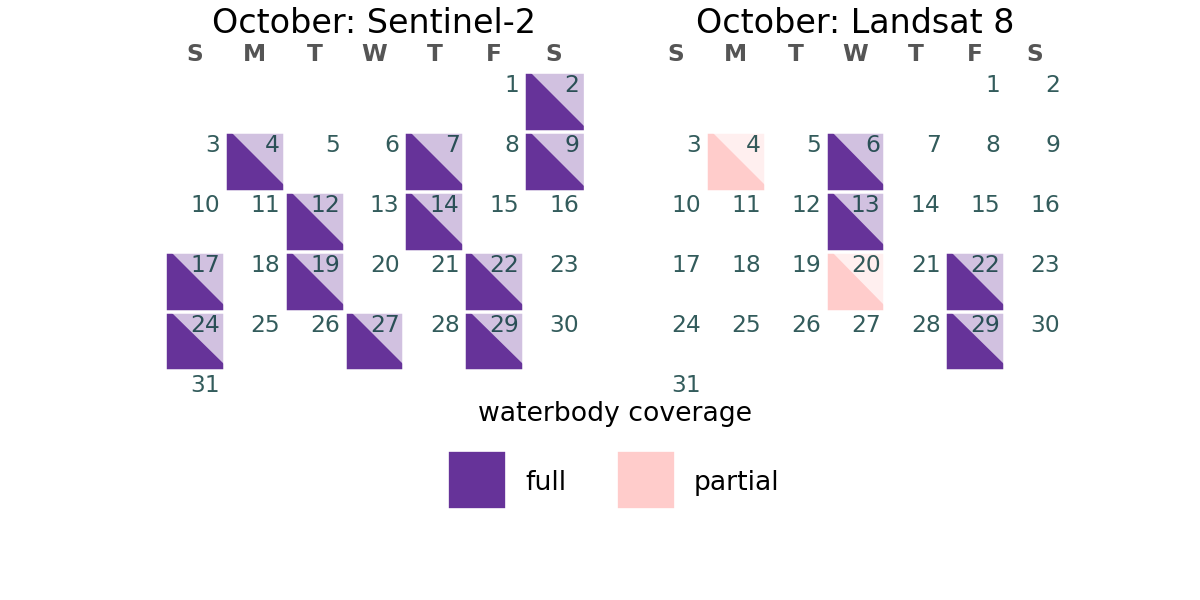 October: Sentinel-2
S M T W T F S
1 2
3 4 5 6 7 8 9
10 11 12 13 14 15 16
17 18 19 20 21 22 23
24 25 26 27 28 29 30
31
October: Landsat 8
S M T W T F S
1 2
3 4 5 6 7 8 9
10 11 12 13 14 15 16
17 18 19 20 21 22 23
24 25 26 27 28 29 30
31
waterbody coverage
full
partial